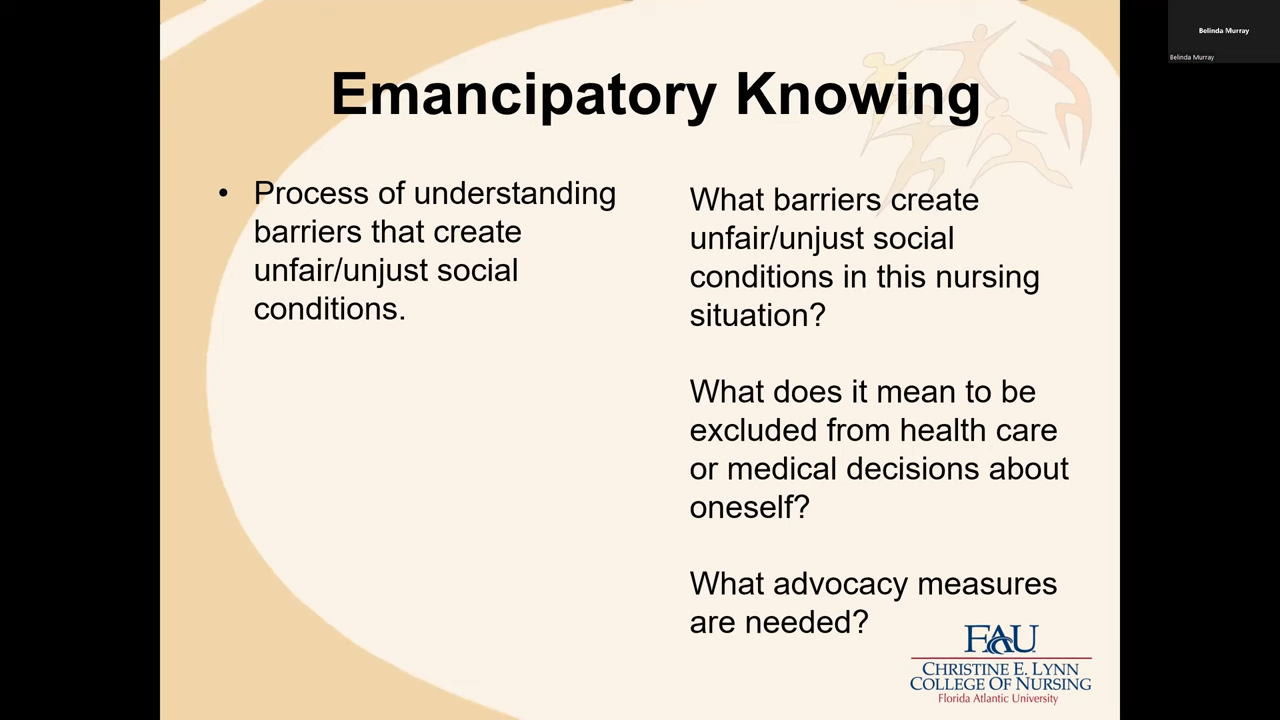 Emancipatory Knowing
• Process of understanding
barriers that create
unfair/unjust social
conditions.
What barriers create
unfair/unjust social
conditions in this nursing
situation?
What does it mean to be
excluded from health care
or medical decisions about
oneself?
What advocacy measures
are needed?
FAU
CHRISTINE E. LYNN
COLLEGE OF NURSING
Florida Atlantic University
Belinda Murray
Belinda Murray